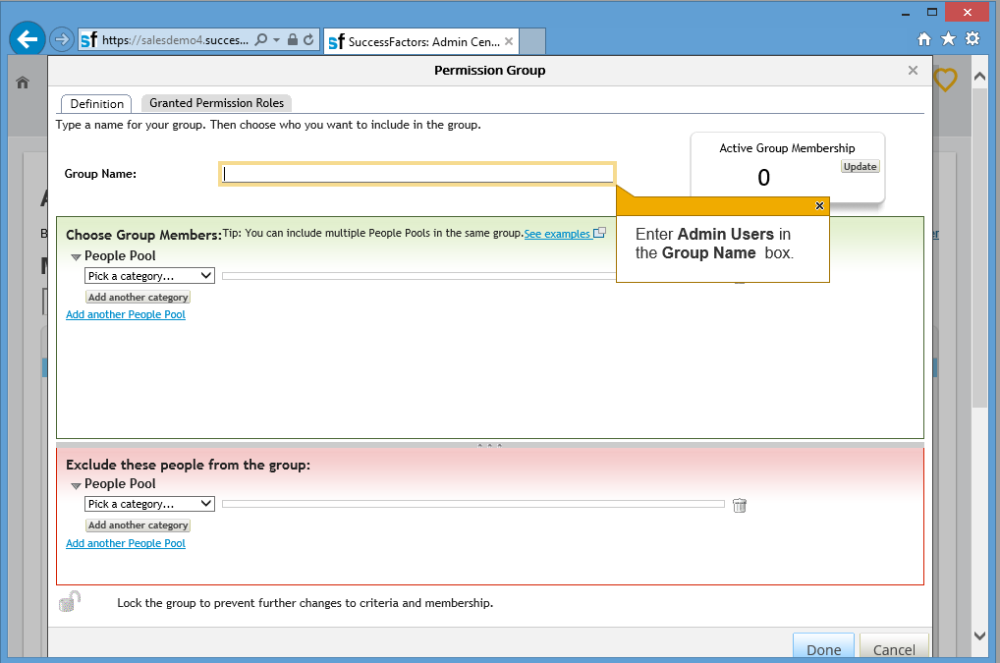 sf https://salesdemo4.succes...
sf SuccessFactors: Admin Cen...
Permission Group
Definition
Granted Permission Roles
Type a name for your group. Then choose who you want to include in the group.
Active Group Membership
Update
0
Group Name:
Enter Admin Users in
the Group Name box.
Choose Group Members:Tip: You can include multiple People Pools in the same group.See examples
People Pool
Pick a category...
Add another category
Add another People Pool
Exclude these people from the group:
People Pool
Pick a category...
Add another category
Add another People Pool
Lock the group to prevent further changes to criteria and membership.
Done
Cancel